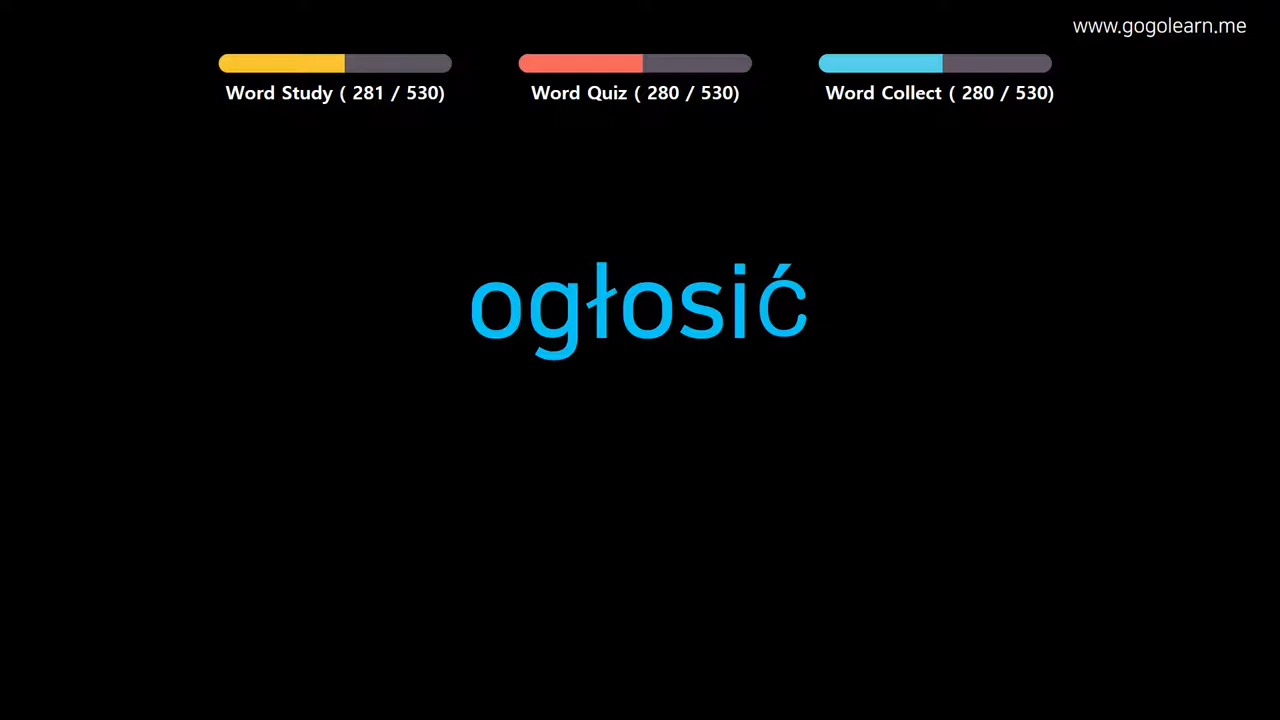 www.gogolearn.me
Word Study ( 281 / 530)
Word Quiz ( 280 / 530)
Word Collect ( 280 / 530)
ogłosić